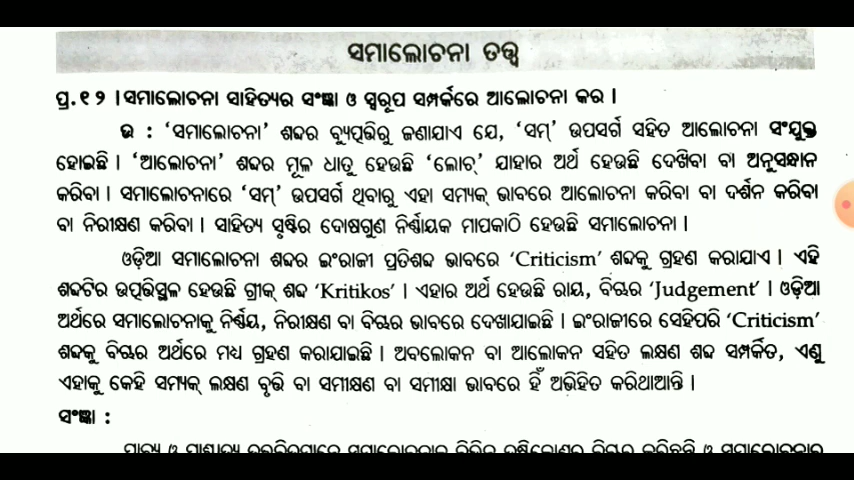 ସମାଲୋଚନା ତତ୍ତ୍ୱ
ପ୍ର.୧୨ ।ସମାଲୋଚନା ସାହିତ୍ୟର ସଂଜ୍ଞା ଓ ସ୍ୱରୂପ ସମ୍ପର୍କରେ ଆଲୋଚନା କର ।
ଉ : ‘ସମାଲୋଚନା’ ଶବ୍ଦର ବ୍ୟୁତ୍ପତ୍ତିରୁ ଜଣାଯାଏ ଯେ, ‘ସମ୍’ ଉପସର୍ଗ ସହିତ ଆଲୋଚନା ସଂଯୁକ୍ତ
ହୋଇଛି । ‘ଆଲୋଚନା’ ଶବ୍ଦର ମୂଳ ଧାତୁ ହେଉଛି ‘ଲୋଚ୍’ ଯାହାର ଅର୍ଥ ହେଉଛି ଦେଖିବା ବା ଅନୁସନ୍ଧାନ
କରିବା । ସମାଲୋଚନାରେ ‘ସମ୍’ ଉପସର୍ଗ ଥିବାରୁ ଏହା ସମ୍ୟକ୍ ଭାବରେ ଆଲୋଚନା କରିବା ବା ଦର୍ଶନ କରିବା
ବା ନିରୀକ୍ଷଣ କରିବା । ସାହିତ୍ୟ ସୃଷ୍ଟିର ଦୋଷଗୁଣ ନିର୍ଣ୍ଣାୟକ ମାପକାଠି ହେଉଛି ସମାଲୋଚନା ।
ଓଡ଼ିଆ ସମାଲୋଚନା ଶବ୍ଦର ଇଂରାଜୀ ପ୍ରତିଶବ୍ଦ ଭାବରେ ‘Criticism’ ଶବ୍ଦକୁ ଗ୍ରହଣ କରାଯାଏ । ଏହି
ଶବ୍ଦଟିର ଉତ୍ପତ୍ତିସ୍ଥଳ ହେଉଛି ଗ୍ରୀକ୍ ଶବ୍ଦ ‘Kritikos’ । ଏହାର ଅର୍ଥ ହେଉଛି ରାୟ, ବିଚାର ‘Judgement’ । ଓଡ଼ିଆ
ଅର୍ଥରେ ସମାଲୋଚନାକୁ ନିର୍ଣ୍ଣୟ, ନିରୀକ୍ଷଣ ବା ବିଚାର ଭାବରେ ଦେଖାଯାଇଛି । ଇଂରାଜୀରେ ସେହିପରି ‘Criticism’
ଶବ୍ଦକୁ ବିଚାର ଅର୍ଥରେ ମଧ୍ୟ ଗ୍ରହଣ କରାଯାଇଛି । ଅବଲୋକନ ବା ଆଲୋକନ ସହିତ ଲକ୍ଷଣ ଶବ୍ଦ ସମ୍ପର୍କିତ, ଏଣୁ
ଏହାକୁ କେହି ସମ୍ୟକ୍ ଲକ୍ଷଣ ବୃତ୍ତି ବା ସମୀକ୍ଷଣ ବା ସମୀକ୍ଷା ଭାବରେ ହିଁ ଅଭିହିତ କରିଥାଆନ୍ତି ।
ସଂଜ୍ଞା :